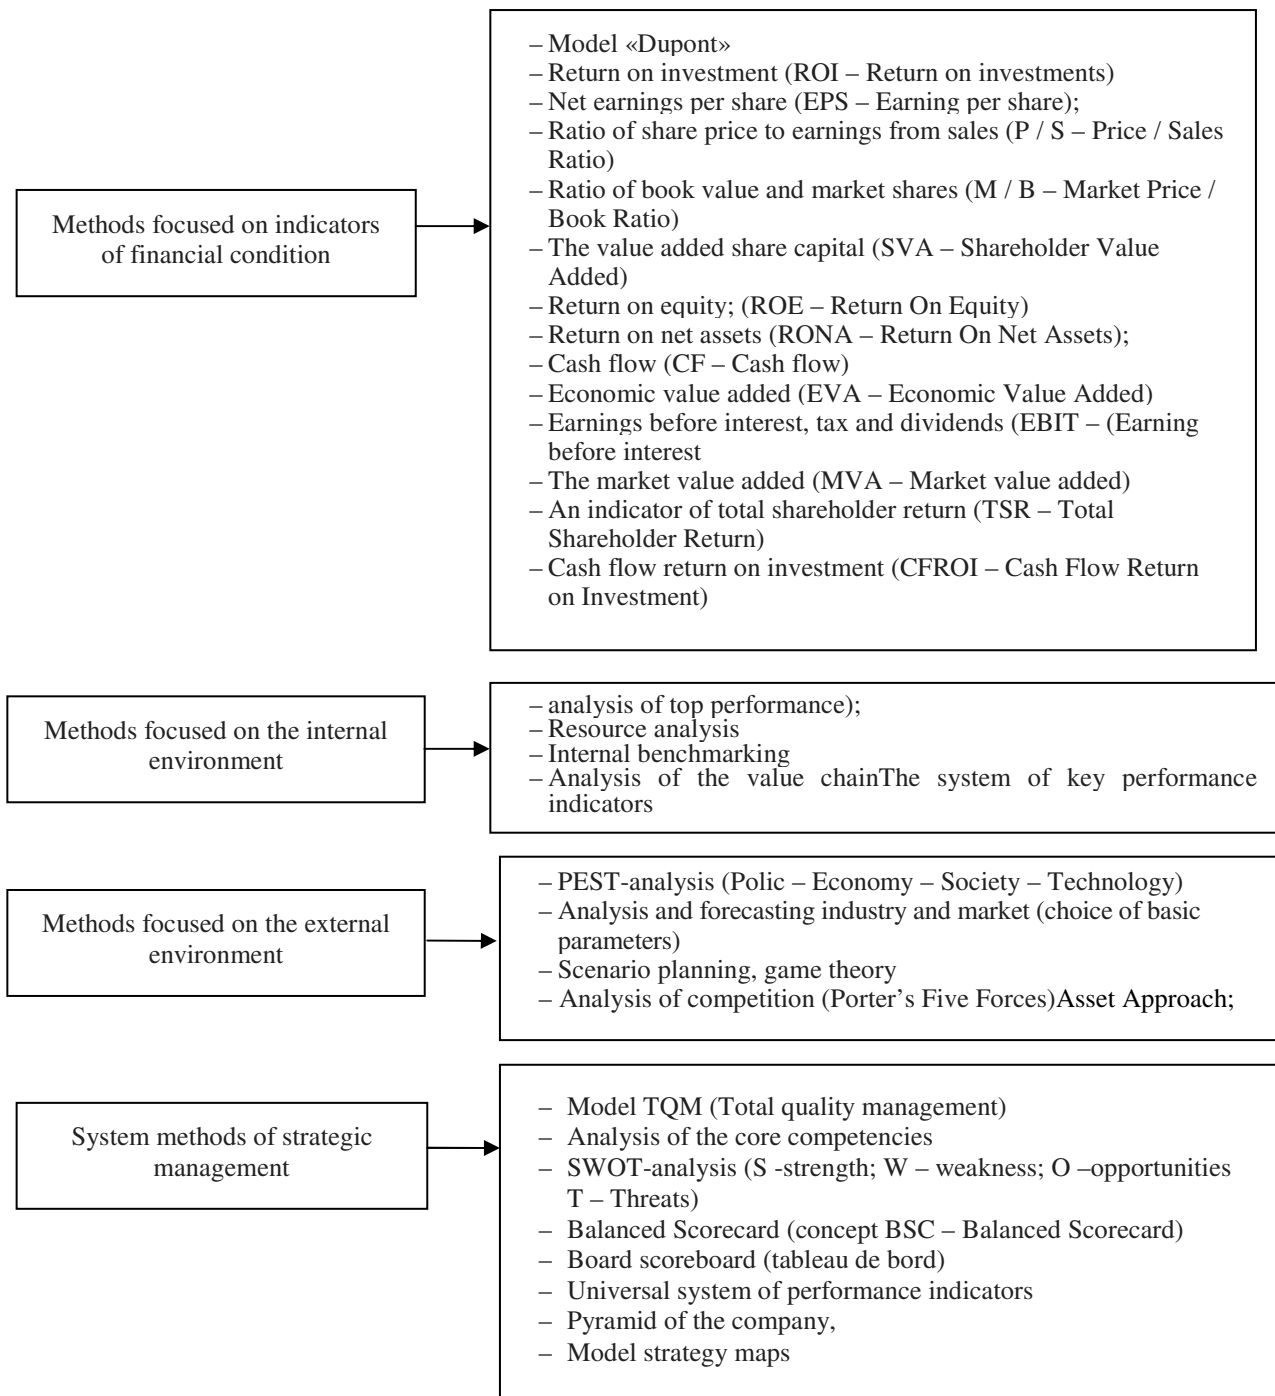 – Model «Dupont»
– Return on investment (ROI – Return on investments)
– Net earnings per share (EPS – Earning per share);
– Ratio of share price to earnings from sales (P / S – Price / Sales
Ratio)
– Ratio of book value and market shares (M / B – Market Price /
Book Ratio)
– The value added share capital (SVA – Shareholder Value
Added)
– Return on equity; (ROE – Return On Equity)
– Return on net assets (RONA – Return On Net Assets);
– Cash flow (CF – Cash flow)
– Economic value added (EVA – Economic Value Added)
– Earnings before interest, tax and dividends (EBIT – (Earning
before interest
– The market value added (MVA – Market value added)
– An indicator of total shareholder return (TSR – Total
Shareholder Return)
– Cash flow return on investment (CFROI – Cash Flow Return
on Investment)
Methods focused on indicators
of financial condition
Methods focused on the internal
environment
– analysis of top performance);
– Resource analysis
– Internal benchmarking
– Analysis of the value chainThe system of key performance
indicators
Methods focused on the external
environment
– PEST-analysis (Polic – Economy – Society – Technology)
– Analysis and forecasting industry and market (choice of basic
parameters)
– Scenario planning, game theory
– Analysis of competition (Porter’s Five Forces)Asset Approach;
System methods of strategic
management
– Model TQM (Total quality management)
– Analysis of the core competencies
– SWOT-analysis (S -strength; W – weakness; O –opportunities
T – Threats)
– Balanced Scorecard (concept BSC – Balanced Scorecard)
– Board scoreboard (tableau de bord)
– Universal system of performance indicators
– Pyramid of the company,
– Model strategy maps